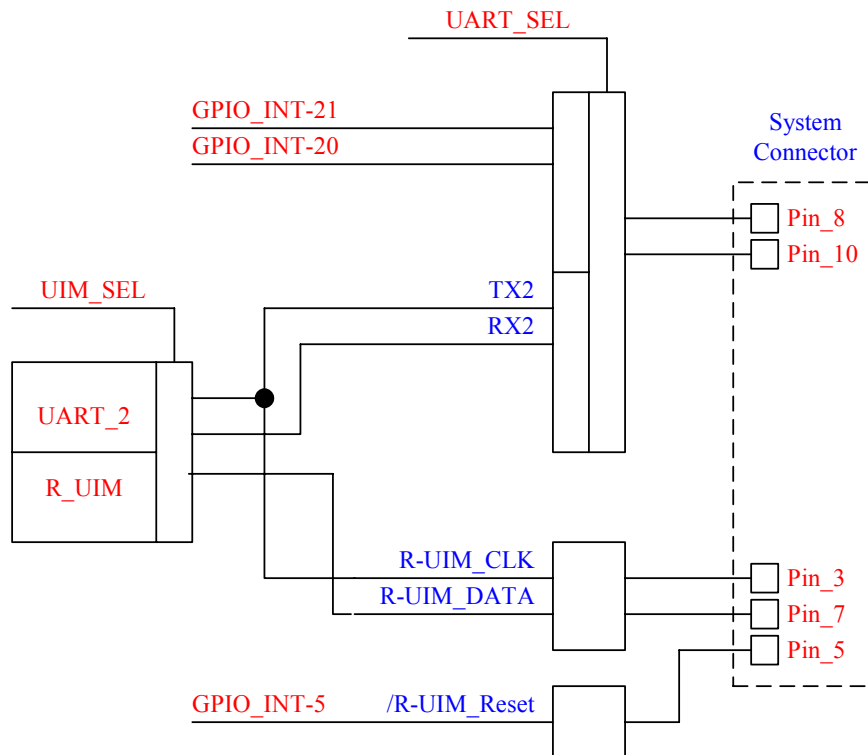 UART_SEL
GPIO_INT-21
GPIO_INT-20
System
Connector
Pin_8
Pin_10
UIM_SEL
TX2
RX2
UART_2
R_UIM
R-UIM_CLK
R-UIM_DATA
Pin_3
Pin_7
Pin_5
GPIO_INT-5
/R-UIM_Reset